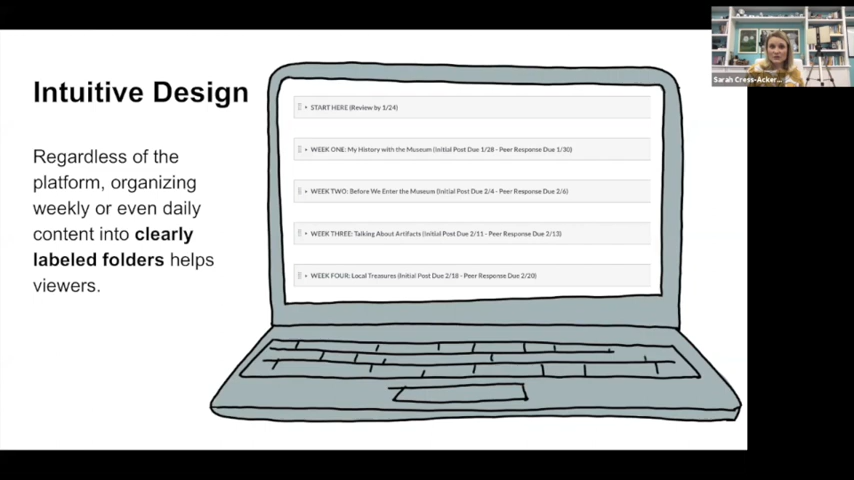 Intuitive Design
Regardless of the
platform, organizing
weekly or even daily
content into clearly
labeled folders helps
viewers.
START HERE (Review by 1/24)
WEEK ONE: My History with the Museum (Initial Post Due 1/28 - Peer Response Due 1/30)
WEEK TWO: Before We Enter the Museum (Initial Post Due 2/4 - Peer Response Due 2/6)
WEEK THREE: Talking About Artifacts (Initial Post Due 2/11 - Peer Response Due 2/13)
WEEK FOUR: Local Treasures (Initial Post Due 2/18 - Peer Response Due 2/20)
Sarah Cress-Acker...